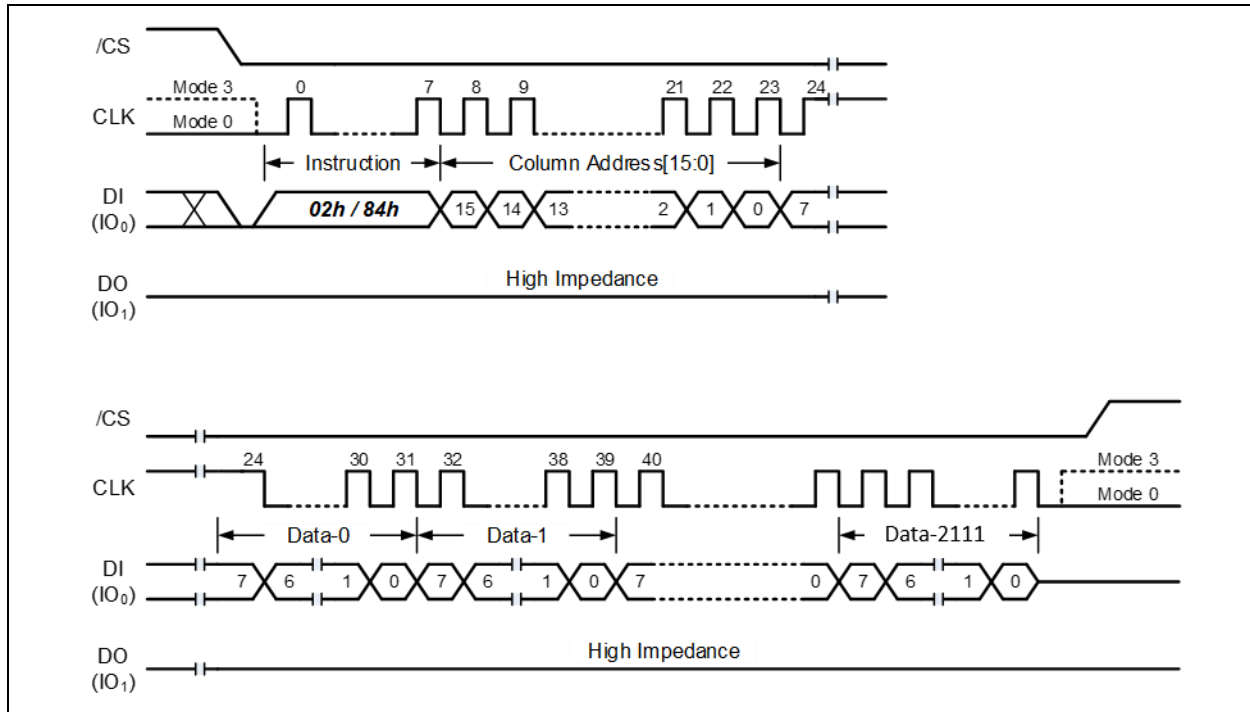 /CS
Mode 3 0 7 8 9 21 22 23 24
CLK
Mode 0
Instruction Column Address[15:0]
DI
(IO0)
02h / 84h 15 14 13 2 1 0 7
High Impedance
DO
(IO1)
/CS
24 30 31 32 38 39 40 Mode 3
CLK
Mode 0
Data-0 Data-1 Data-2111
DI
(IO0)
7 6 1 0 7 6 1 0 7 0 7 6 1 0
High Impedance
DO
(IO1)